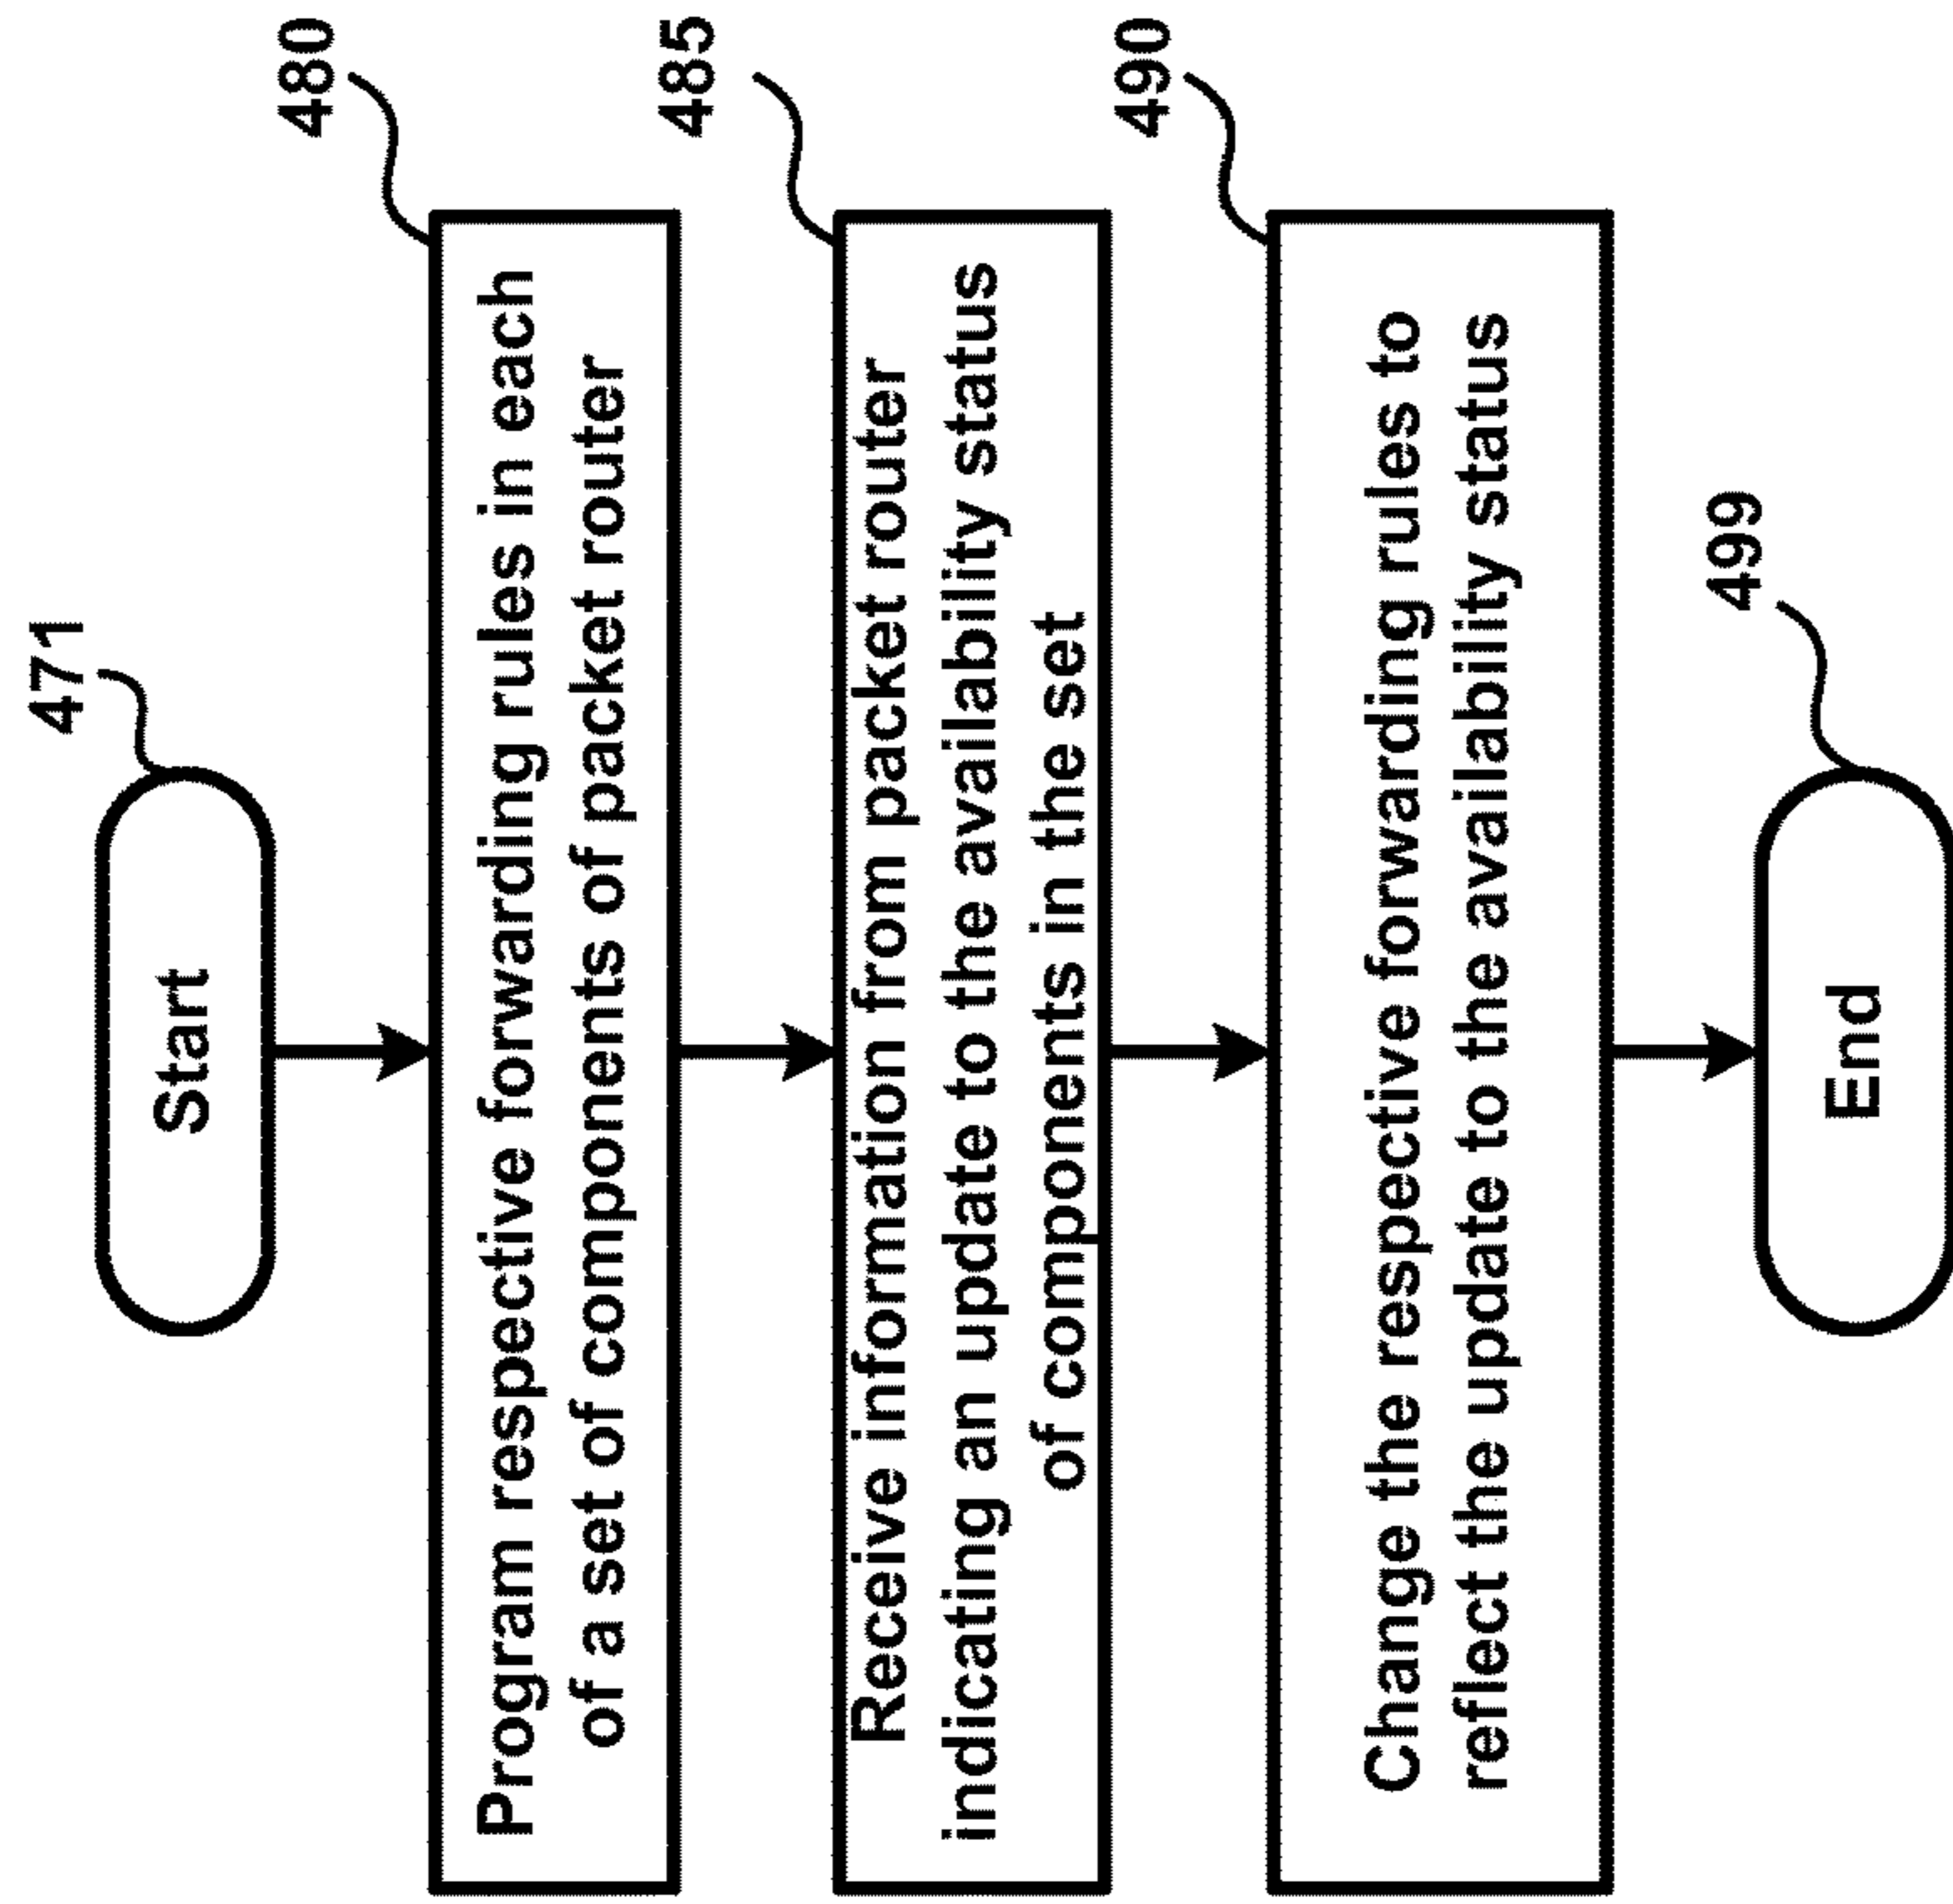 471
Start
480
Program respective forwarding rules in each
of a set of components of packet router
485
Receive information from packet router
indicating an update to the availability status
of components in the set
490
Change the respective forwarding rules to
reflect the update to the availability status
499
End